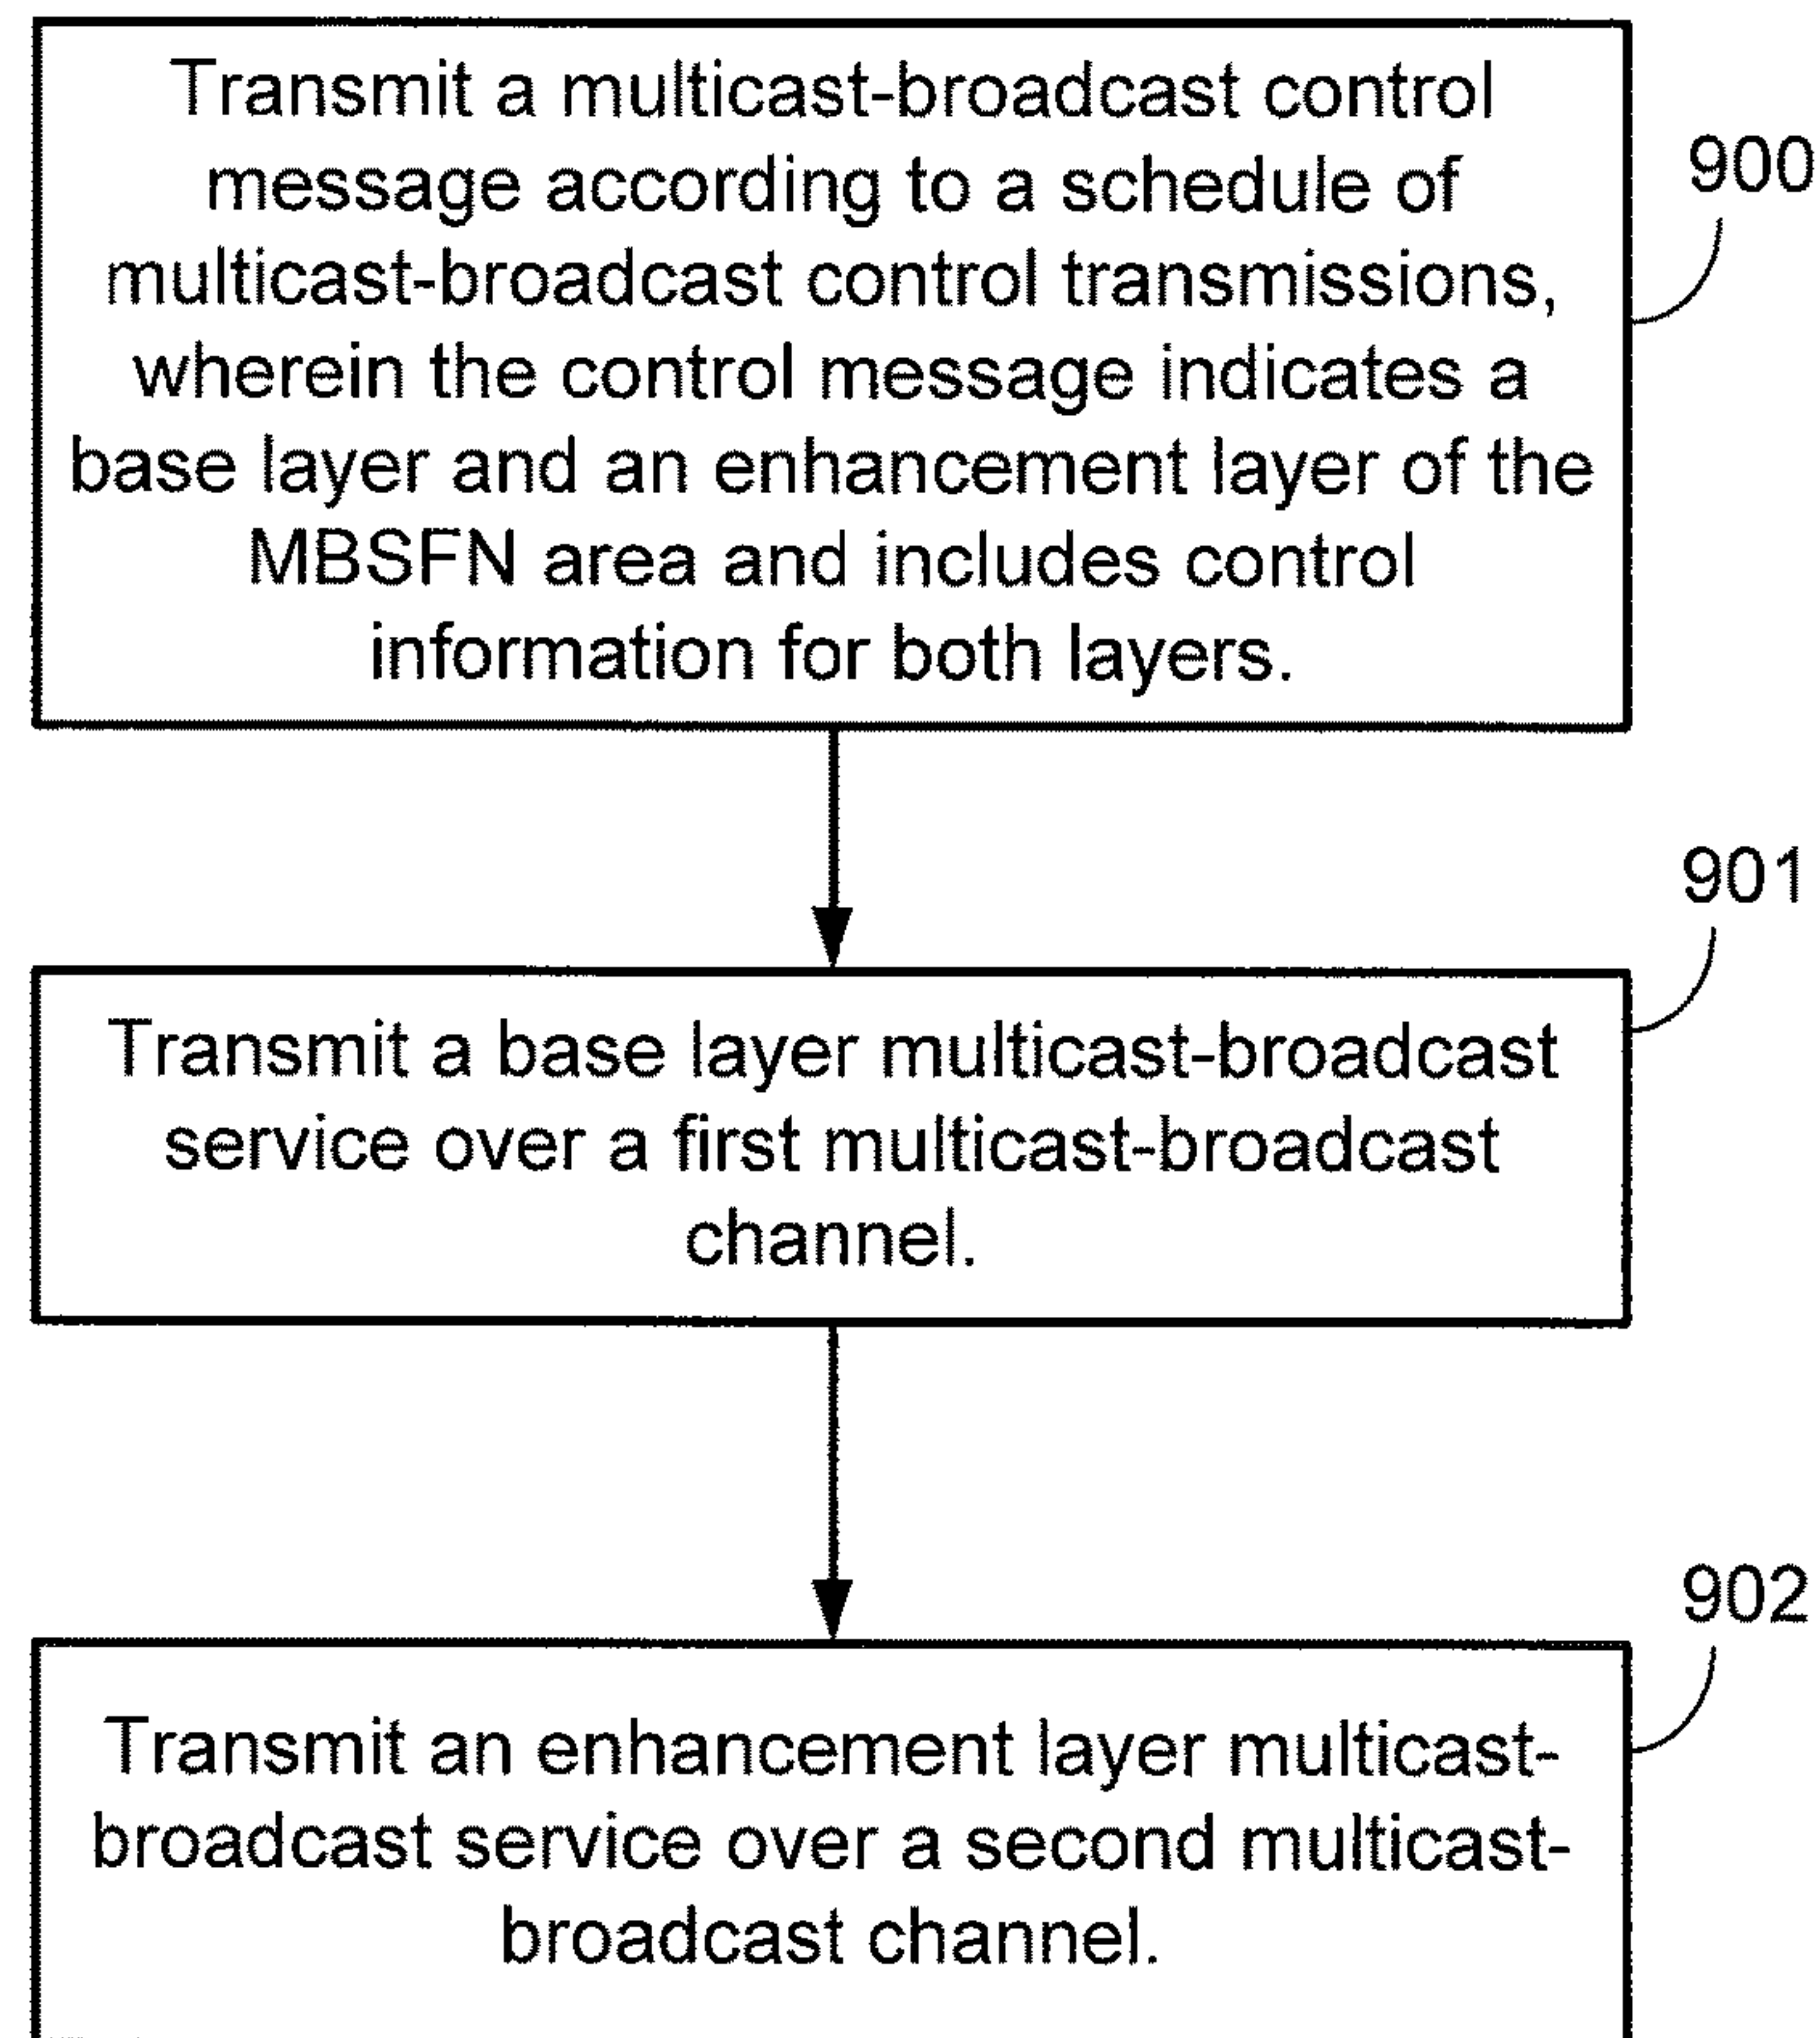 Transmit a multicast-broadcast control
message according to a schedule of
multicast-broadcast control transmissions,
wherein the control message indicates a
base layer and an enhancement layer of the
MBSFN area and includes control
information for both layers.
900
Transmit a base layer multicast-broadcast
service over a first multicast-broadcast
channel.
901
Transmit an enhancement layer multicast-
broadcast service over a second multicast-
broadcast channel.
902